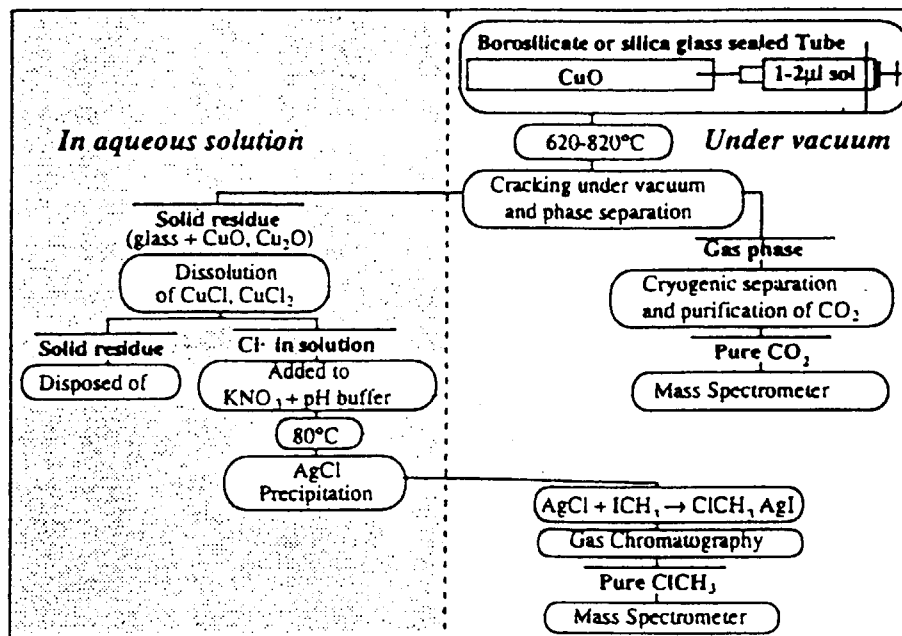 Borosilicate or silica glass sealed Tube
CuO
1-2µl sol
In aqueous solution
620-820°C
Under vacuum
Cracking under vacuum
and phase separation
Solid residue
(glass + CuO, Cu₂O)
Gas phase
Dissolution
of CuCl, CuCl₂
Cryogenic separation
and purification of CO₂
Solid residue
Cl- in solution
Pure CO₂
Disposed of
Added to
KNO₃ + pH buffer
Mass Spectrometer
80°C
AgCl
Precipitation
AgCl + ICH₃ → ClCH₃ AgI
Gas Chromatography
Pure ClCH₃
Mass Spectrometer